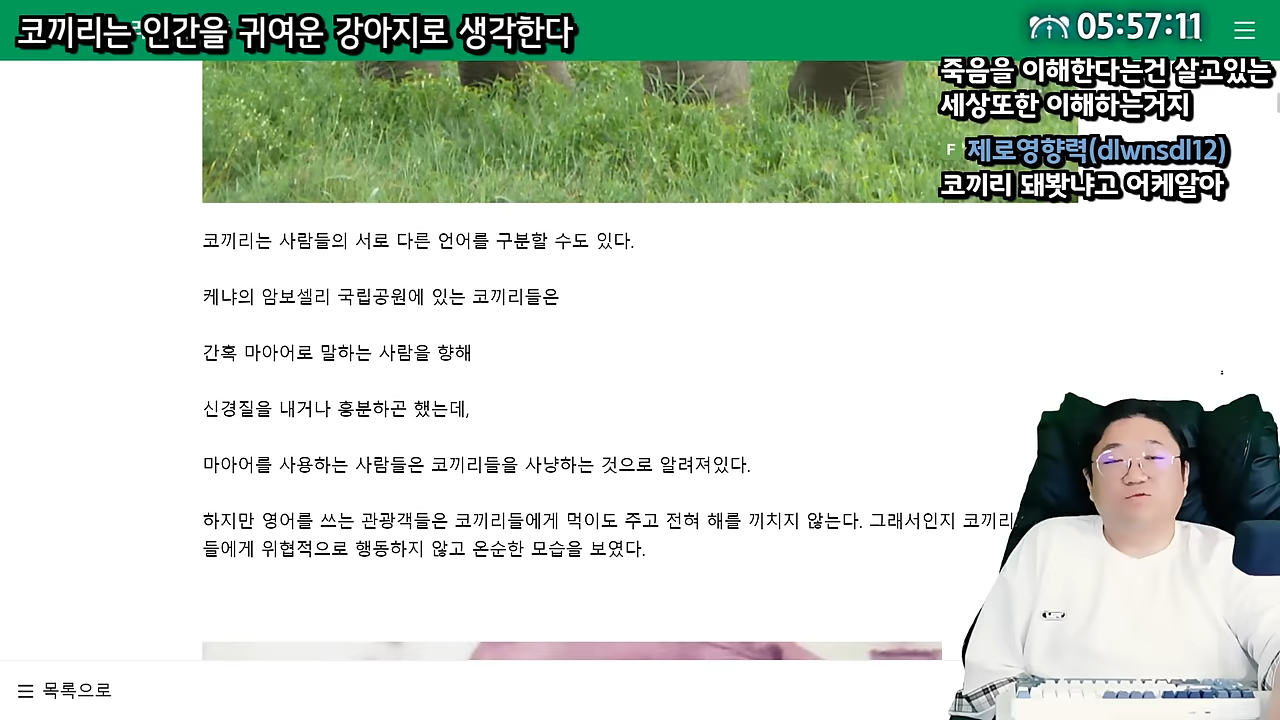 코끼리는 인간을 귀여운 강아지로 생각한다
05:57:11
죽음을 이해한다는건 살고있는
세상또한 이해하는거지
F 제로영향력(dlwnsdl12)
코끼리 돼봣냐고 어케알아
코끼리는 사람들의 서로 다른 언어를 구분할 수도 있다.
케냐의 암보셀리 국립공원에 있는 코끼리들은
간혹 마아어로 말하는 사람을 향해
신경질을 내거나 흥분하곤 했는데,
마아어를 사용하는 사람들은 코끼리들을 사냥하는 것으로 알려져있다.
하지만 영어를 쓰는 관광객들은 코끼리들에게 먹이도 주고 전혀 해를 끼치지 않는다. 그래서인지 코끼리
들에게 위협적으로 행동하지 않고 온순한 모습을 보였다.
목록으로